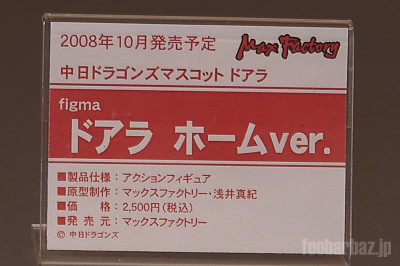 2008年10月発売予定
Max Factory
中日ドラゴンズマスコット ドアラ
figma
ドアラ ホームver.
■製品仕様：アクションフィギュア
■原型制作：マックスファクトリー・浅井真紀
■価　　格：2,500円（税込）
■発 売 元：マックスファクトリー
© 中日ドラゴンズ
foobarbaz.jp